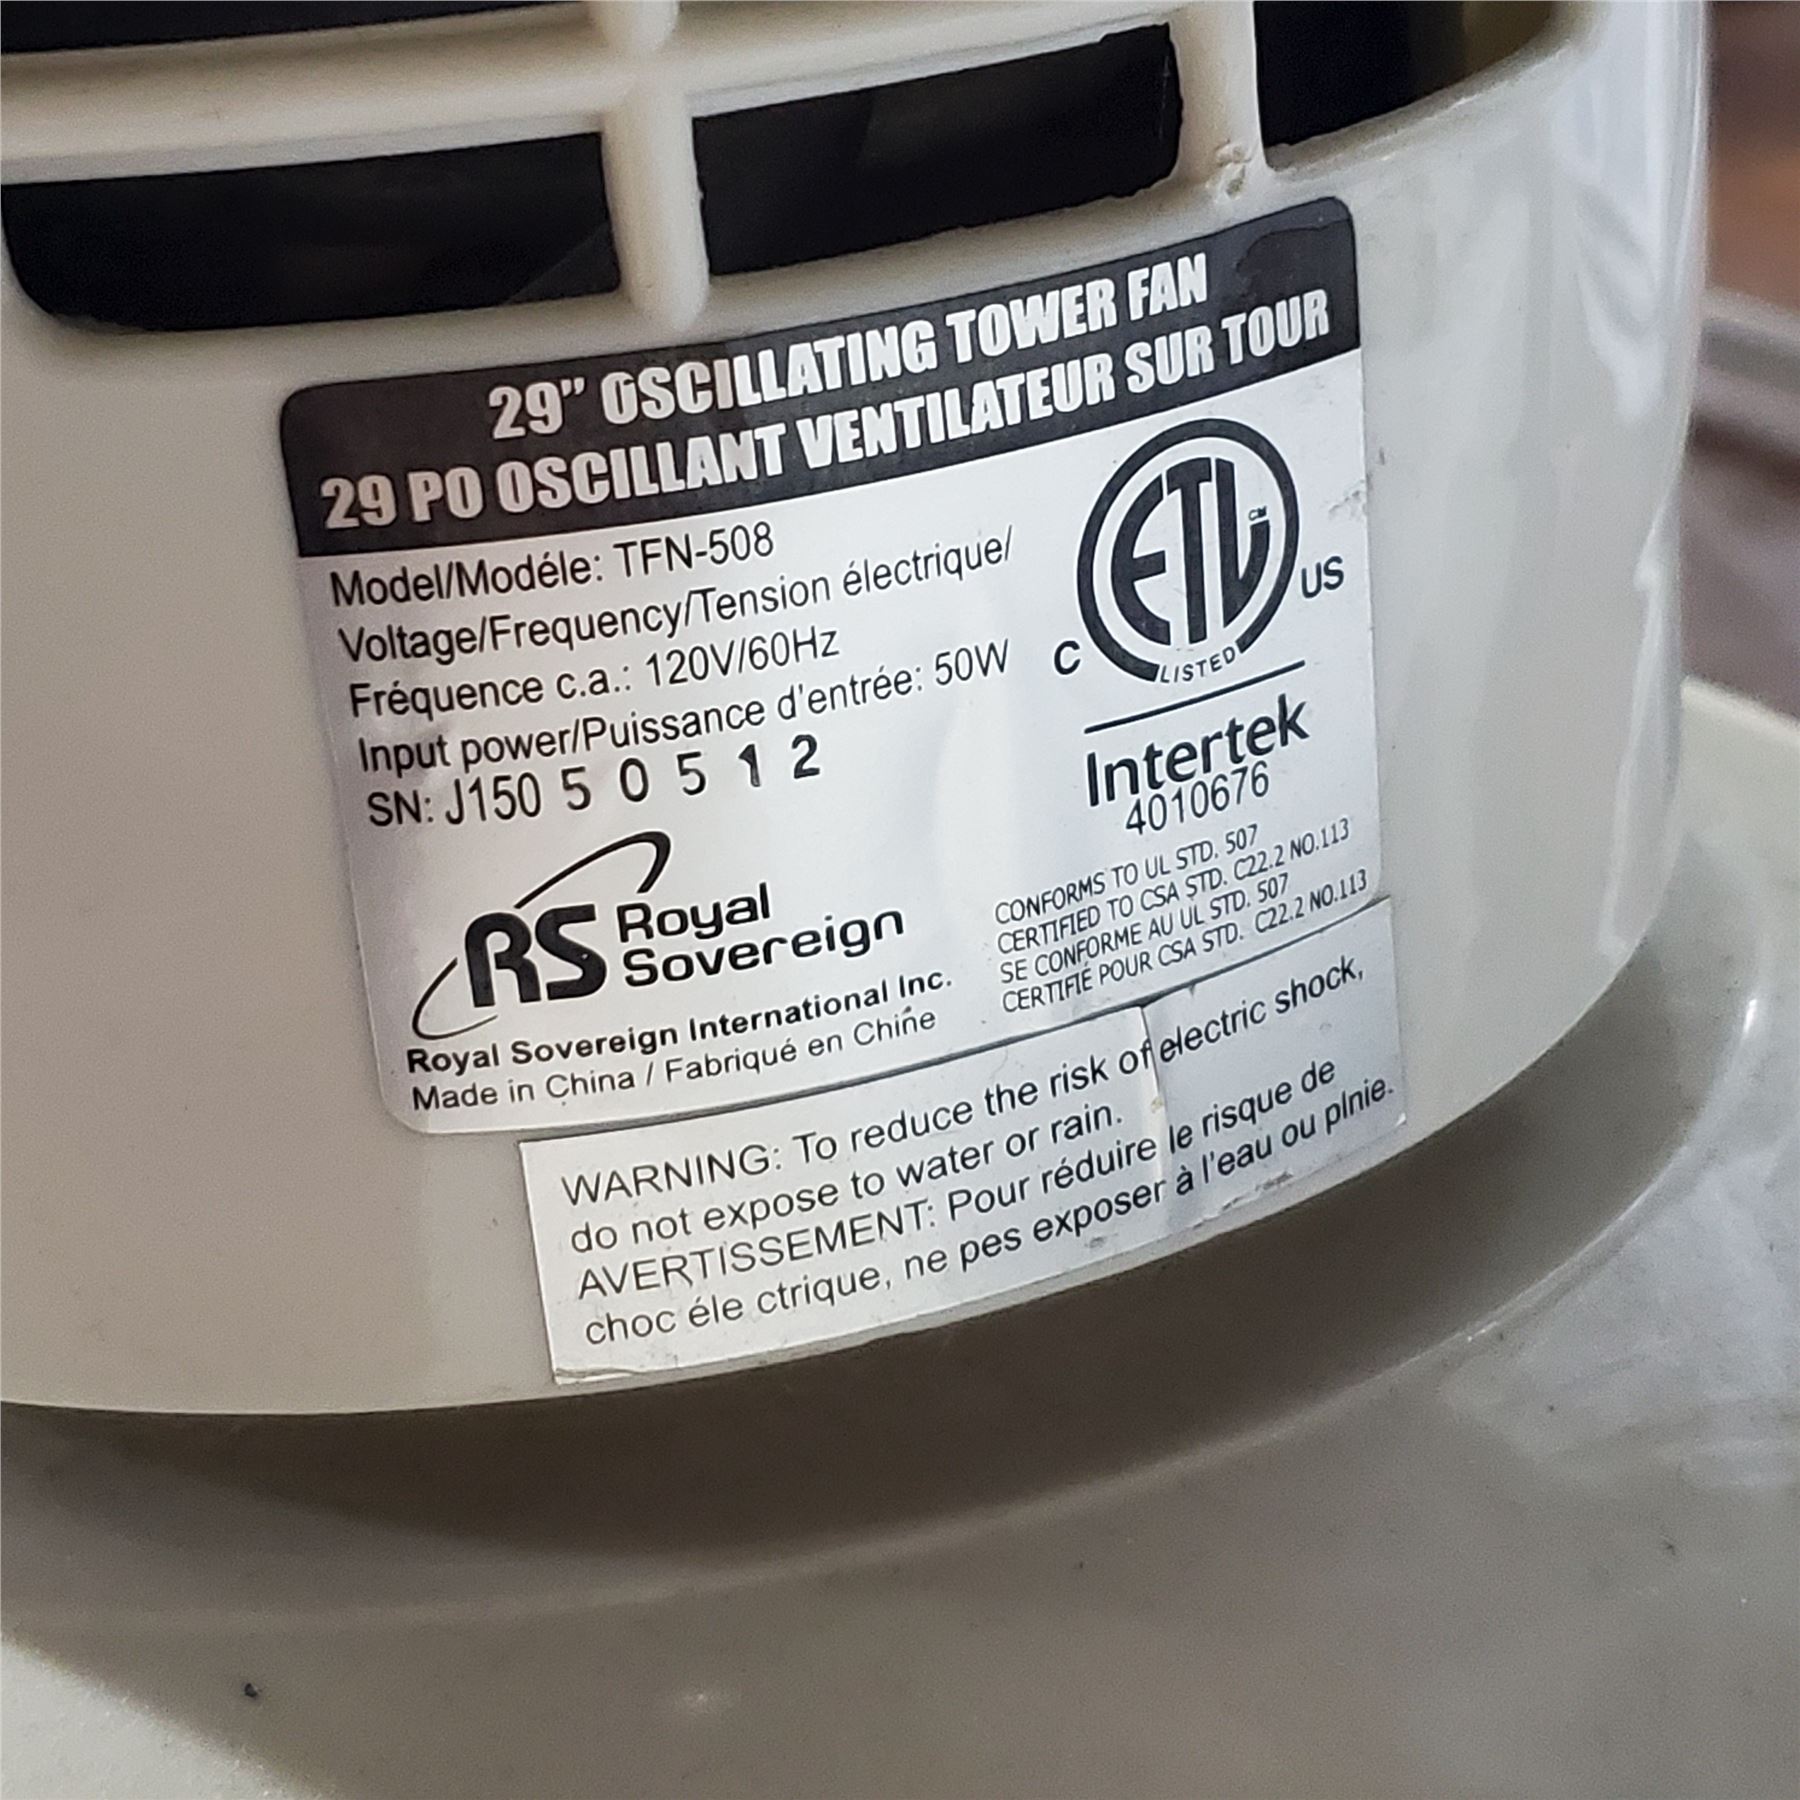 29" OSCILLATING TOWER FAN
29 PO OSCILLANT VENTILATEUR SUR TOUR
Model/Modéle: TFN-508
Voltage/Frequency/Tension électrique/
Fréquence c.a.: 120V/60Hz
Input power/Puissance d'entrée: 50W
SN: J150 5 0 5 1 2
RS Royal
Sovereign
Royal Sovereign International Inc.
Made in China / Fabriqué en Chine
ETL CM
C US
LISTED
Intertek
4010676
CONFORMS TO UL STD. 507
CERTIFIED TO CSA STD. C22.2 NO.113
SE CONFORME AU UL STD. 507
CERTIFIÉ POUR CSA STD. C22.2 NO.113
WARNING: To reduce the risk of electric shock,
do not expose to water or rain.
AVERTISSEMENT: Pour réduire le risque de
choc éle ctrique, ne pes exposer à l'eau ou plnie.